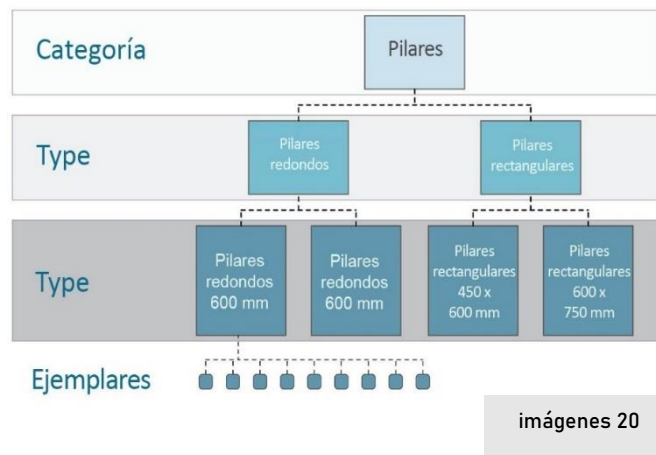 Categoría
Pilares
Type
Pilares
redondos
Pilares
rectangulares
Type
Pilares
redondos
600 mm
Pilares
redondos
600 mm
Pilares
rectangulares
450 x
600 mm
Pilares
rectangulares
600 x
750 mm
Ejemplares
imágenes 20